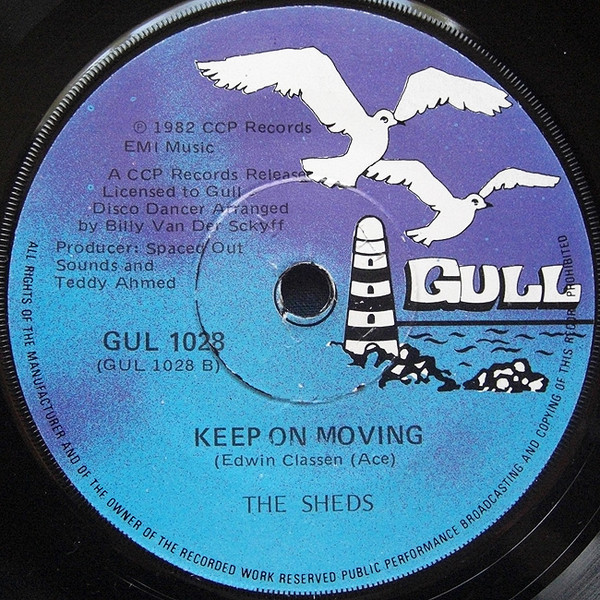 ℗ 1982 CCP Records
EMI Music
A CCP Records Release
Licensed to Gull
Disco Dancer Arranged
by Billy Van Der Sckyff
Producer: Spaced Out
Sounds and
Teddy Ahmed
GULL
GUL 1028
(GUL 1028 B)
KEEP ON MOVING
(Edwin Classen (Ace)
THE SHEDS
ALL RIGHTS OF THE MANUFACTURER AND OF THE OWNER OF THE RECORDED WORK RESERVED PUBLIC PERFORMANCE BROADCASTING AND COPYING OF THIS RECORD PROHIBITED